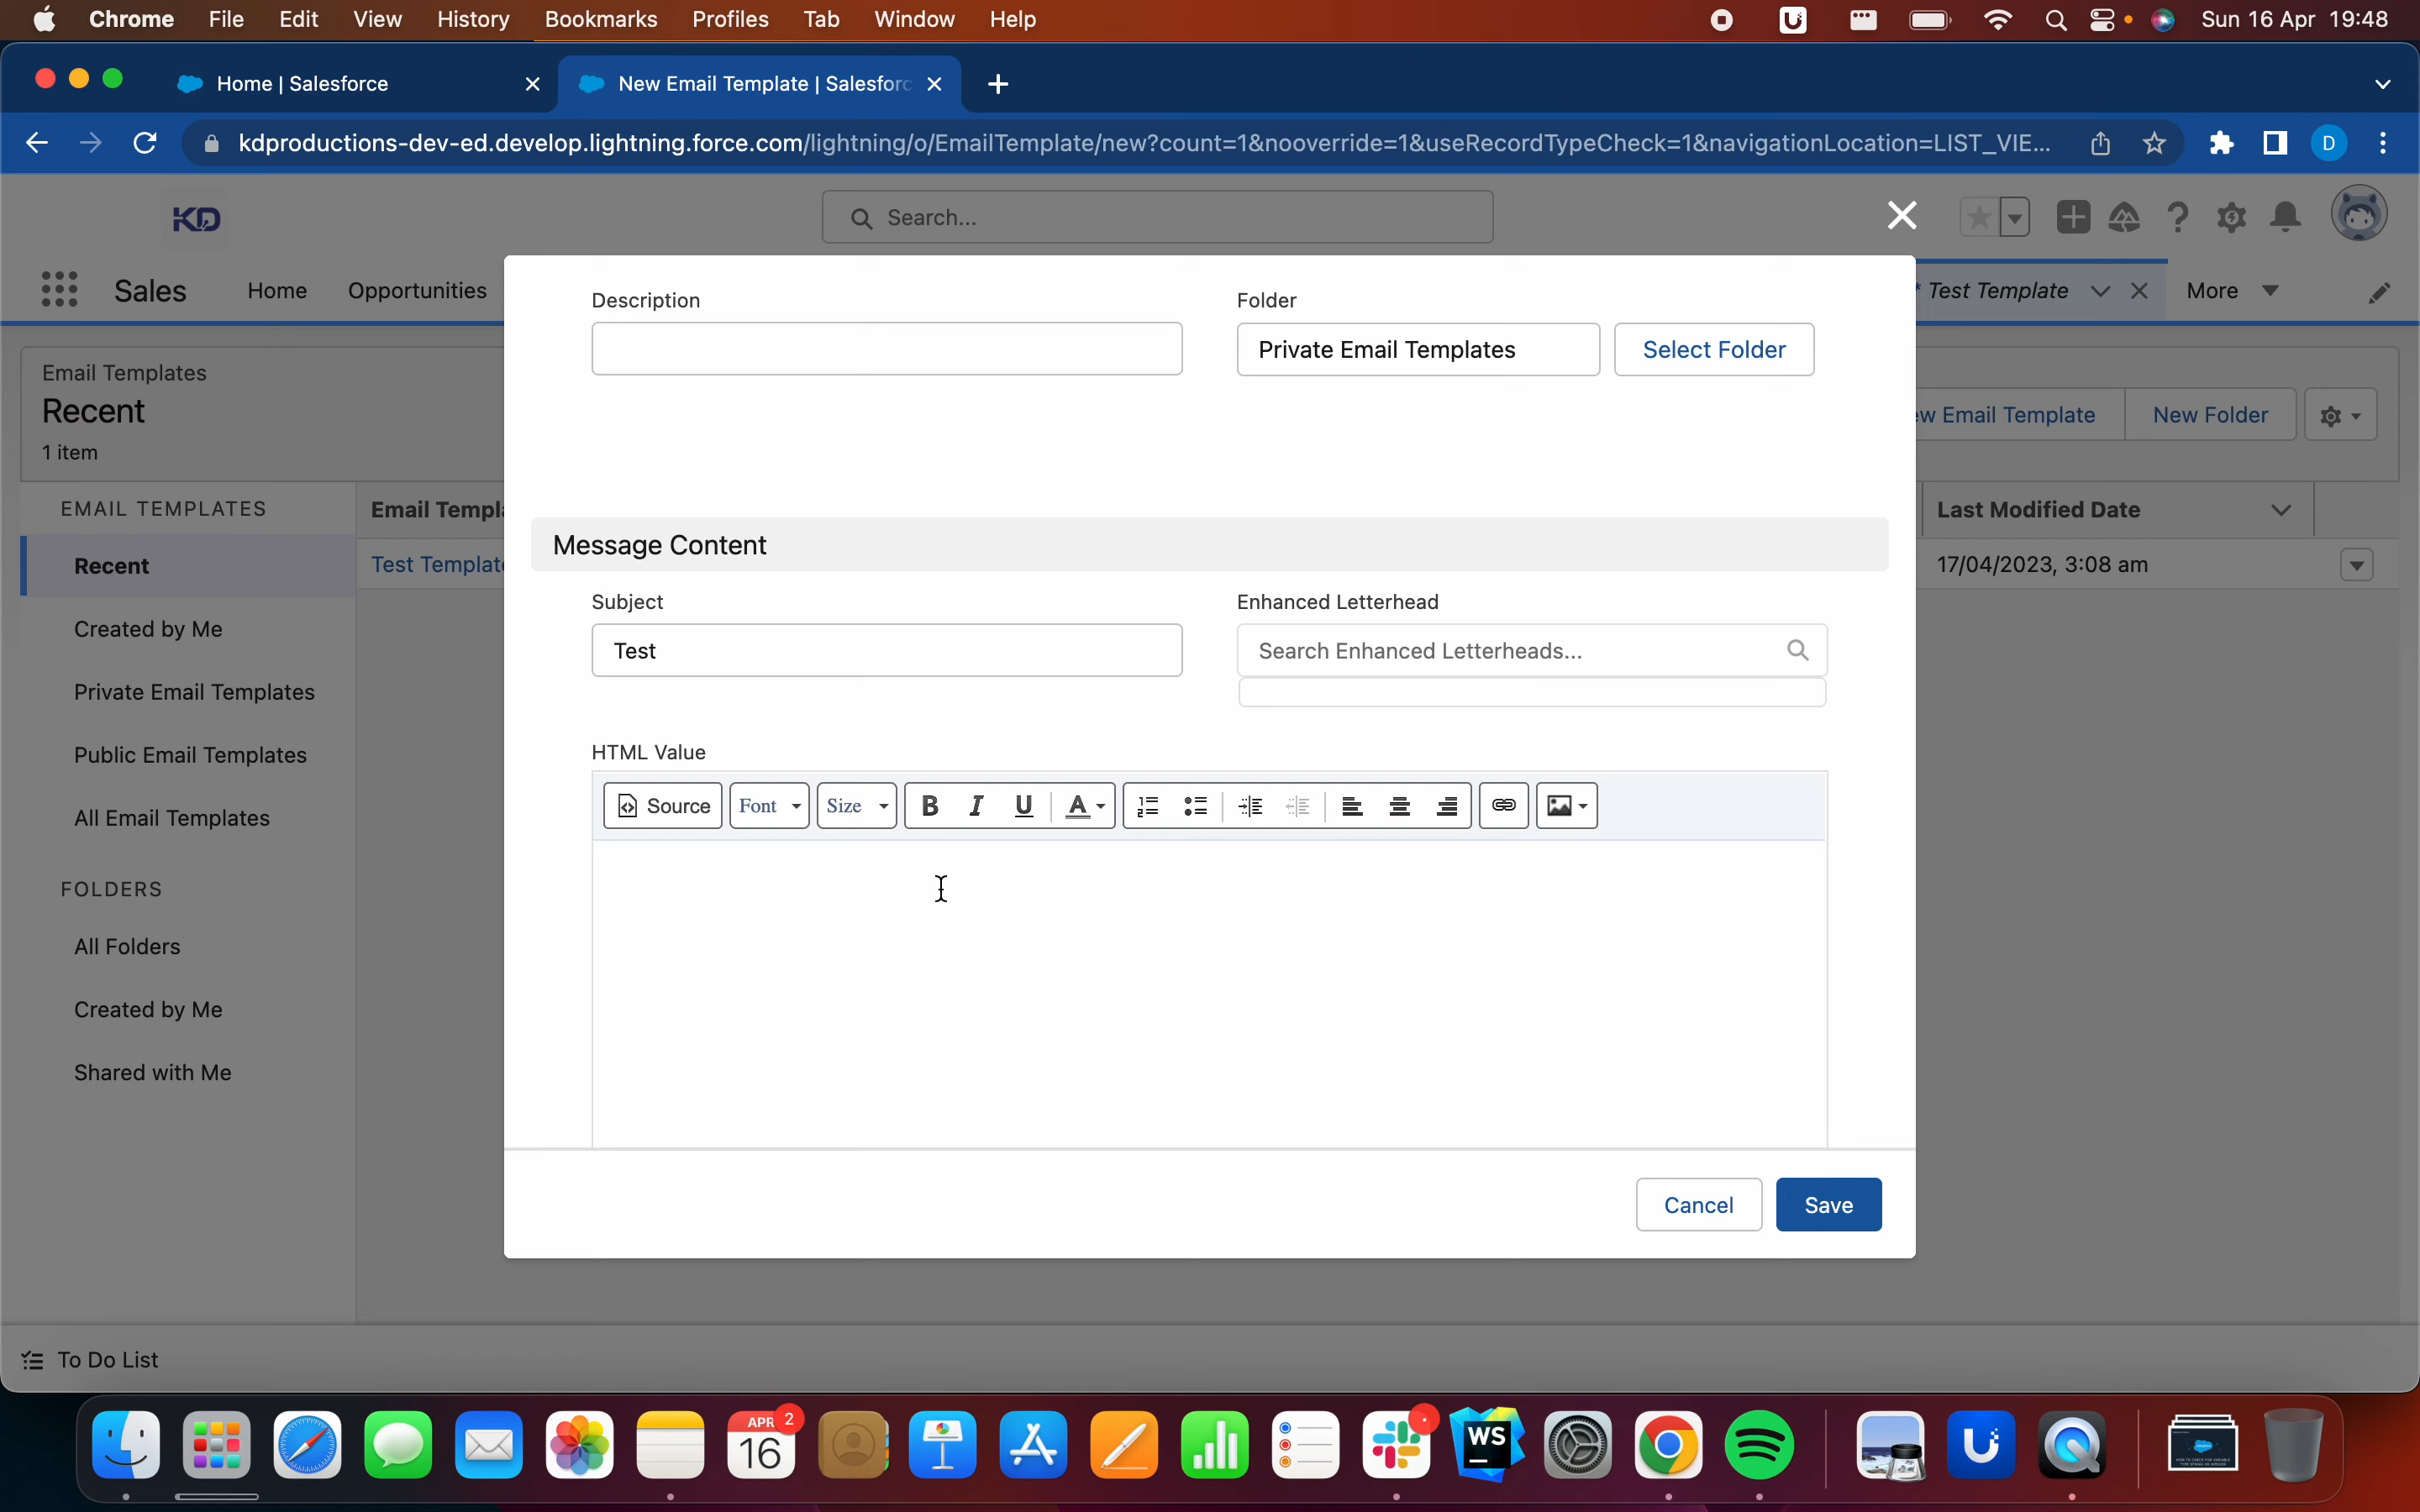 Chrome File Edit View History Bookmarks Profiles Tab Window Help Sun 16 Apr 19:48
Home | Salesforce New Email Template | Salesforc
kdproductions-dev-ed.develop.lightning.force.com/lightning/o/EmailTemplate/new?count=1&nooverride=1&useRecordTypeCheck=1&navigationLocation=LIST_VIE... D
KD Search...
Sales Home Opportunities * Test Template More
Description Folder
Private Email Templates Select Folder
Email Templates
Recent
1 item
ew Email Template New Folder
EMAIL TEMPLATES Email Templ Last Modified Date
Recent Test Template 17/04/2023, 3:08 am
Created by Me
Private Email Templates
Public Email Templates
All Email Templates
FOLDERS
All Folders
Created by Me
Shared with Me
Message Content
Subject Enhanced Letterhead
Test Search Enhanced Letterheads...
HTML Value
Source Font Size B I U A
Cancel Save
To Do List
APR 2
16
WS